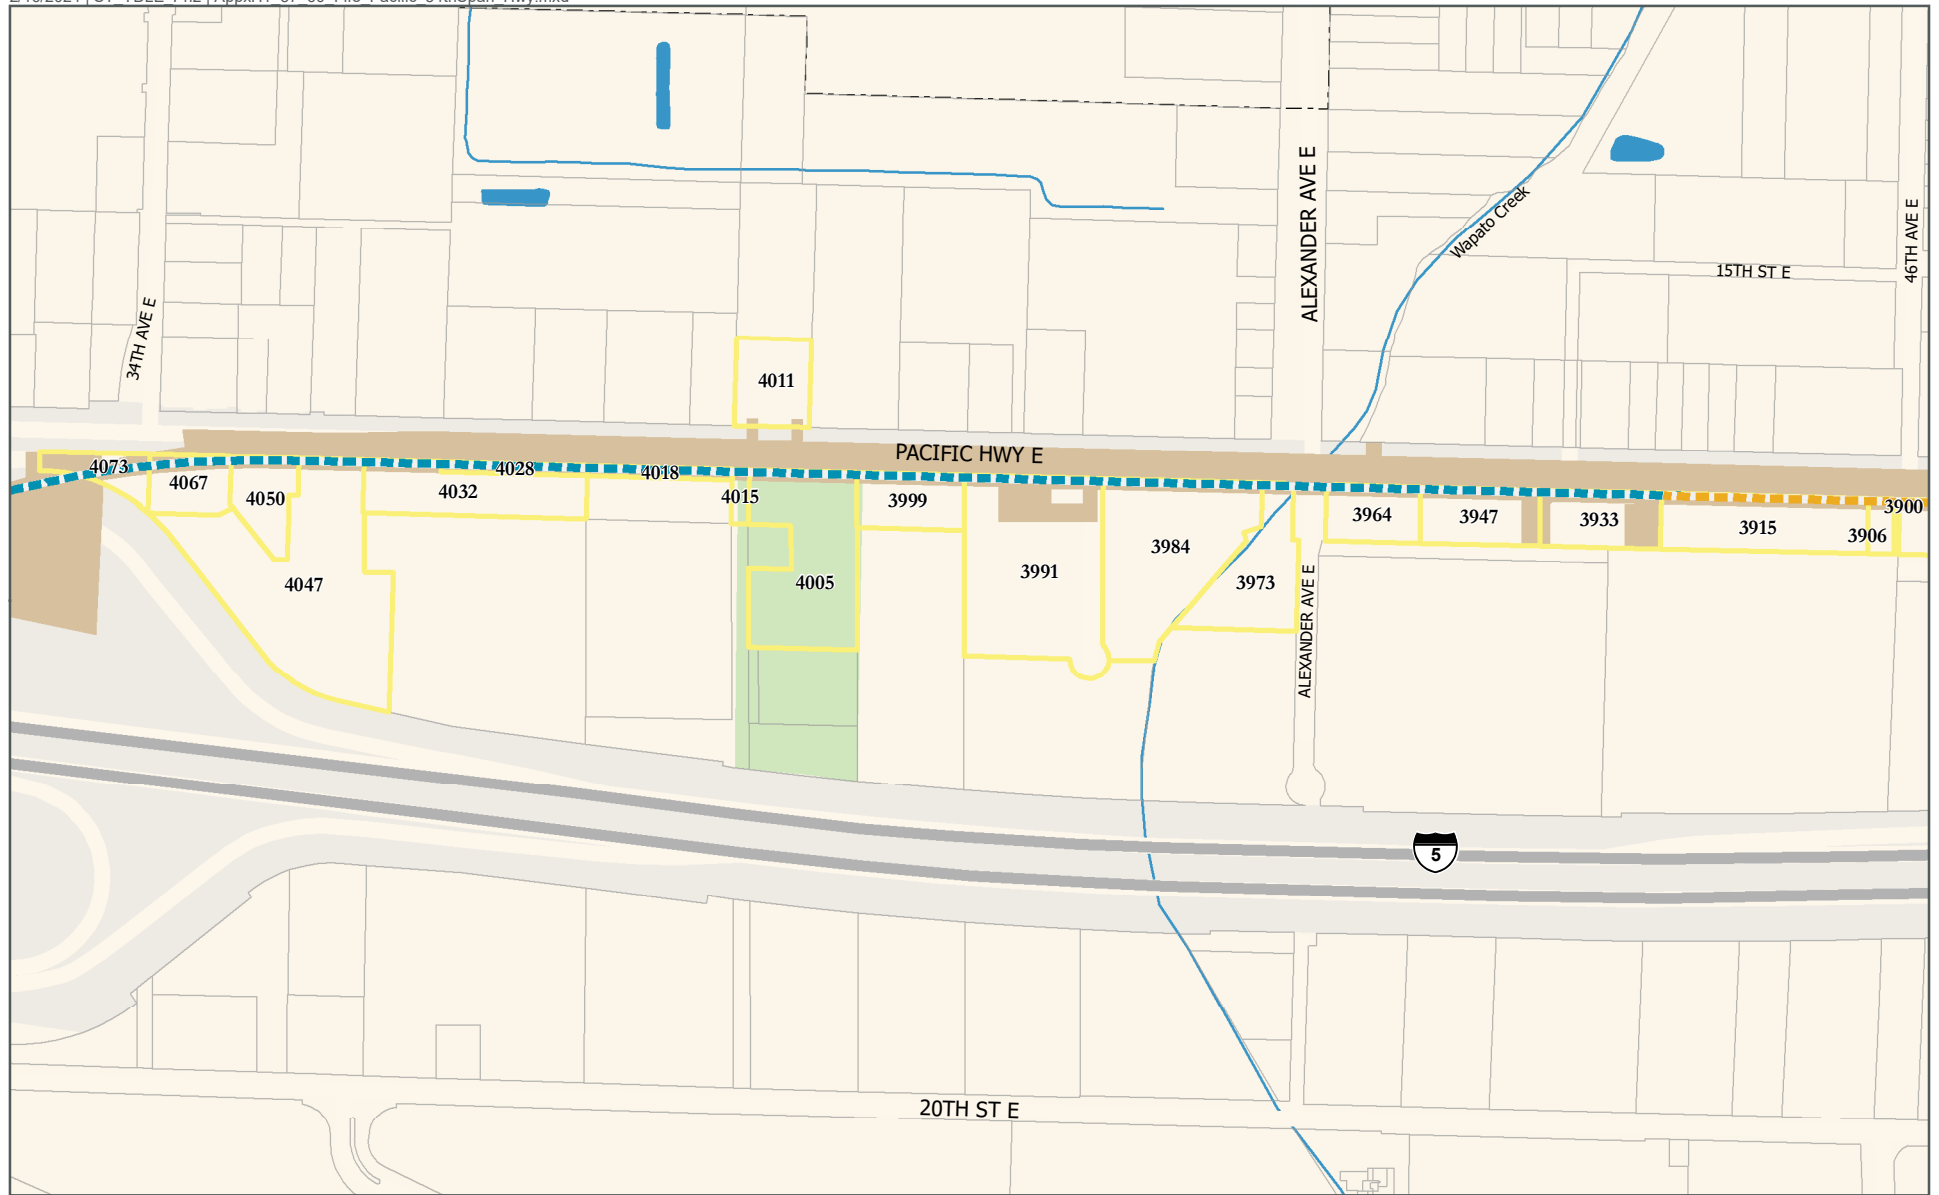 ALEXANDER AVE E
Wapato Creek
46TH AVE E
15TH ST E
34TH AVE E
4011
PACIFIC HWY E
4073
4067
4050
4028
4032
4018
4015
3999
3964
3947
3933
3915
3906
3900
4047
4005
3991
3984
3973
ALEXANDER AVE E
5
20TH ST E